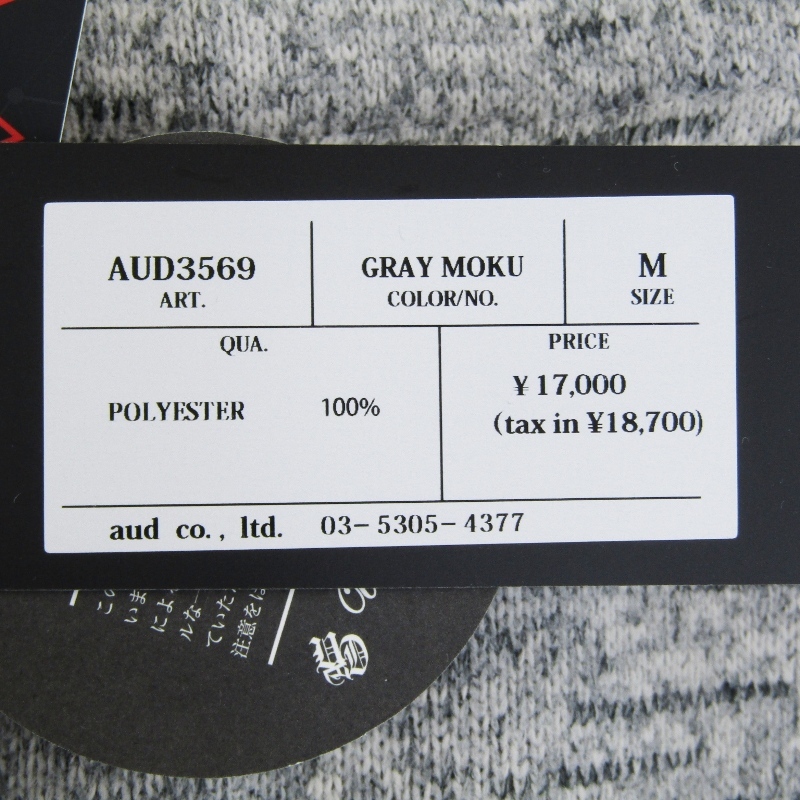 AUD3569
ART.
GRAY MOKU
COLOR/NO.
M
SIZE
QUA.
POLYESTER 100%
PRICE
¥17,000
(tax in ¥18,700)
aud co., ltd. 03-5305-4377
注意をは
ていた
ルな
によ
いま
こ